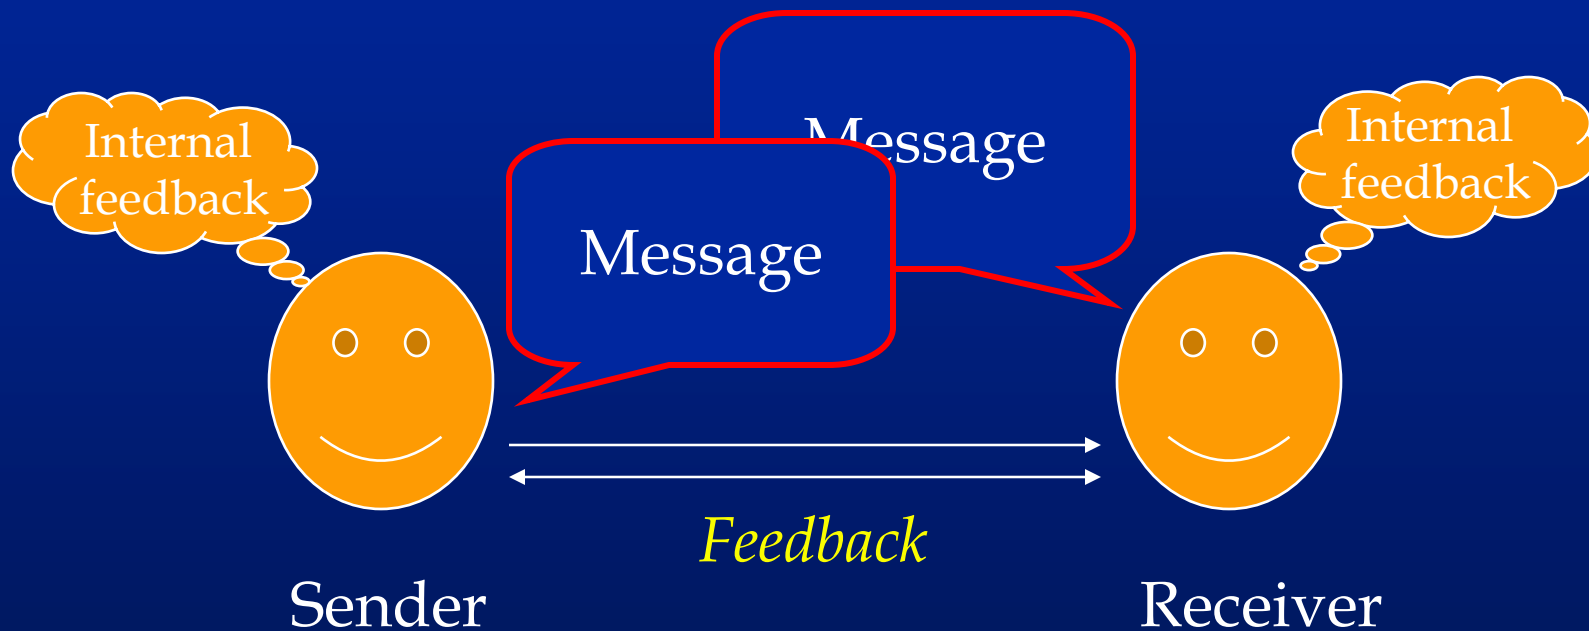 Internal
feedback
Message
Internal
feedback
Message
Feedback
Sender
Receiver